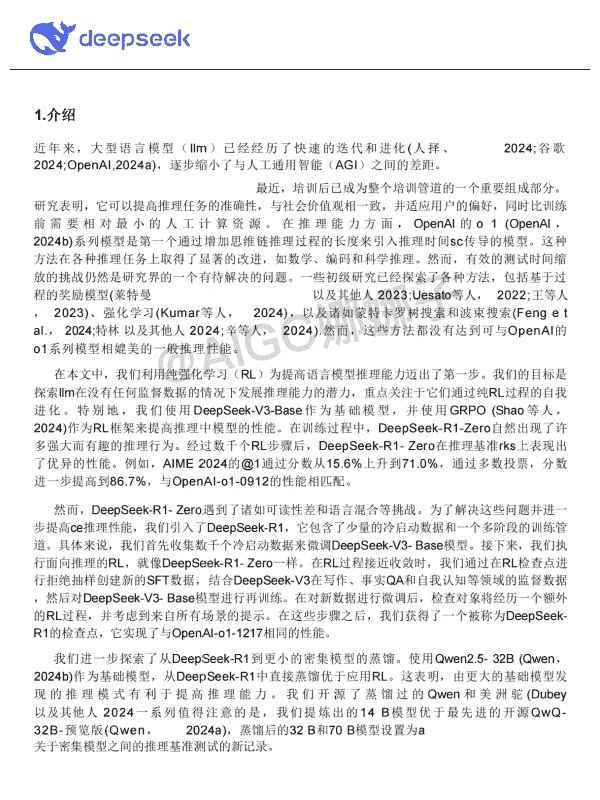 deepseek
1.介绍
近年来，大型语言模型（llm）已经经历了快速的迭代和进化(人择、 2024;谷歌
2024;OpenAI,2024a)，逐步缩小了与人工通用智能（AGI）之间的差距。
最近，培训后已成为整个培训管道的一个重要组成部分。
研究表明，它可以提高推理任务的准确性，与社会价值观相一致，并适应用户的偏好，同时比训练
前需要相对最小的人工计算资源。在推理能力方面，OpenAI的o 1 (OpenAI，
2024b)系列模型是第一个通过增加思维链推理过程的长度来引入推理时间sc传导的模型。这种
方法在各种推理任务上取得了显著的改进，如数学、编码和科学推理。然而，有效的测试时间缩
放的挑战仍然是研究界的一个有待解决的问题。一些初级研究已经探索了各种方法，包括基于过
程的奖励模型(莱特曼 以及其他人 2023;Uesato等人， 2022;王等人
， 2023)、强化学习(Kumar等人， 2024)，以及诸如蒙特卡罗树搜索和波束搜索(Feng e t
al.， 2024;特林 以及其他人 2024;辛等人， 2024).然而，这些方法都没有达到可与OpenAI的
o1系列模型相媲美的一般推理性能。
在本文中，我们利用纯强化学习（RL）为提高语言模型推理能力迈出了第一步。我们的目标是
探索llm在没有任何监督数据的情况下发展推理能力的潜力，重点关注于它们通过纯RL过程的自我
进化。特别地，我们使用DeepSeek-V3-Base作为基础模型，并使用GRPO (Shao等人，
2024)作为RL框架来提高推理中模型的性能。在训练过程中，DeepSeek-R1-Zero自然出现了许
多强大而有趣的推理行为。经过数千个RL步骤后，DeepSeek-R1- Zero在推理基准rks上表现出
了优异的性能。例如，AIME 2024的@1通过分数从15.6%上升到71.0%，通过多数投票，分数
进一步提高到86.7%，与OpenAI-o1-0912的性能相匹配。
然而，DeepSeek-R1- Zero遇到了诸如可读性差和语言混合等挑战。为了解决这些问题并进一
步提高ce推理性能，我们引入了DeepSeek-R1，它包含了少量的冷启动数据和一个多阶段的训练管
道。具体来说，我们首先收集数千个冷启动数据来微调DeepSeek-V3- Base模型。接下来，我们执
行面向推理的RL，就像DeepSeek-R1- Zero一样。在RL过程接近收敛时，我们通过在RL检查点进
行拒绝抽样创建新的SFT数据，结合DeepSeek-V3在写作、事实QA和自我认知等领域的监督数据
，然后对DeepSeek-V3- Base模型进行再训练。在对新数据进行微调后，检查对象将经历一个额外
的RL过程，并考虑到来自所有场景的提示。在这些步骤之后，我们获得了一个被称为DeepSeek-
R1的检查点，它实现了与OpenAI-o1-1217相同的性能。
我们进一步探索了从DeepSeek-R1到更小的密集模型的蒸馏。使用Qwen2.5- 32B (Qwen，
2024b)作为基础模型，从DeepSeek-R1中直接蒸馏优于应用RL。这表明，由更大的基础模型发
现的推理模式有利于提高推理能力。我们开源了蒸馏过的Qwen和美洲驼(Dubey
以及其他人 2024一系列值得注意的是，我们提炼出的14 B模型优于最先进的开源QwQ-
32B-预览版(Qwen， 2024a)，蒸馏后的32 B和70 B模型设置为a
关于密集模型之间的推理基准测试的新记录。